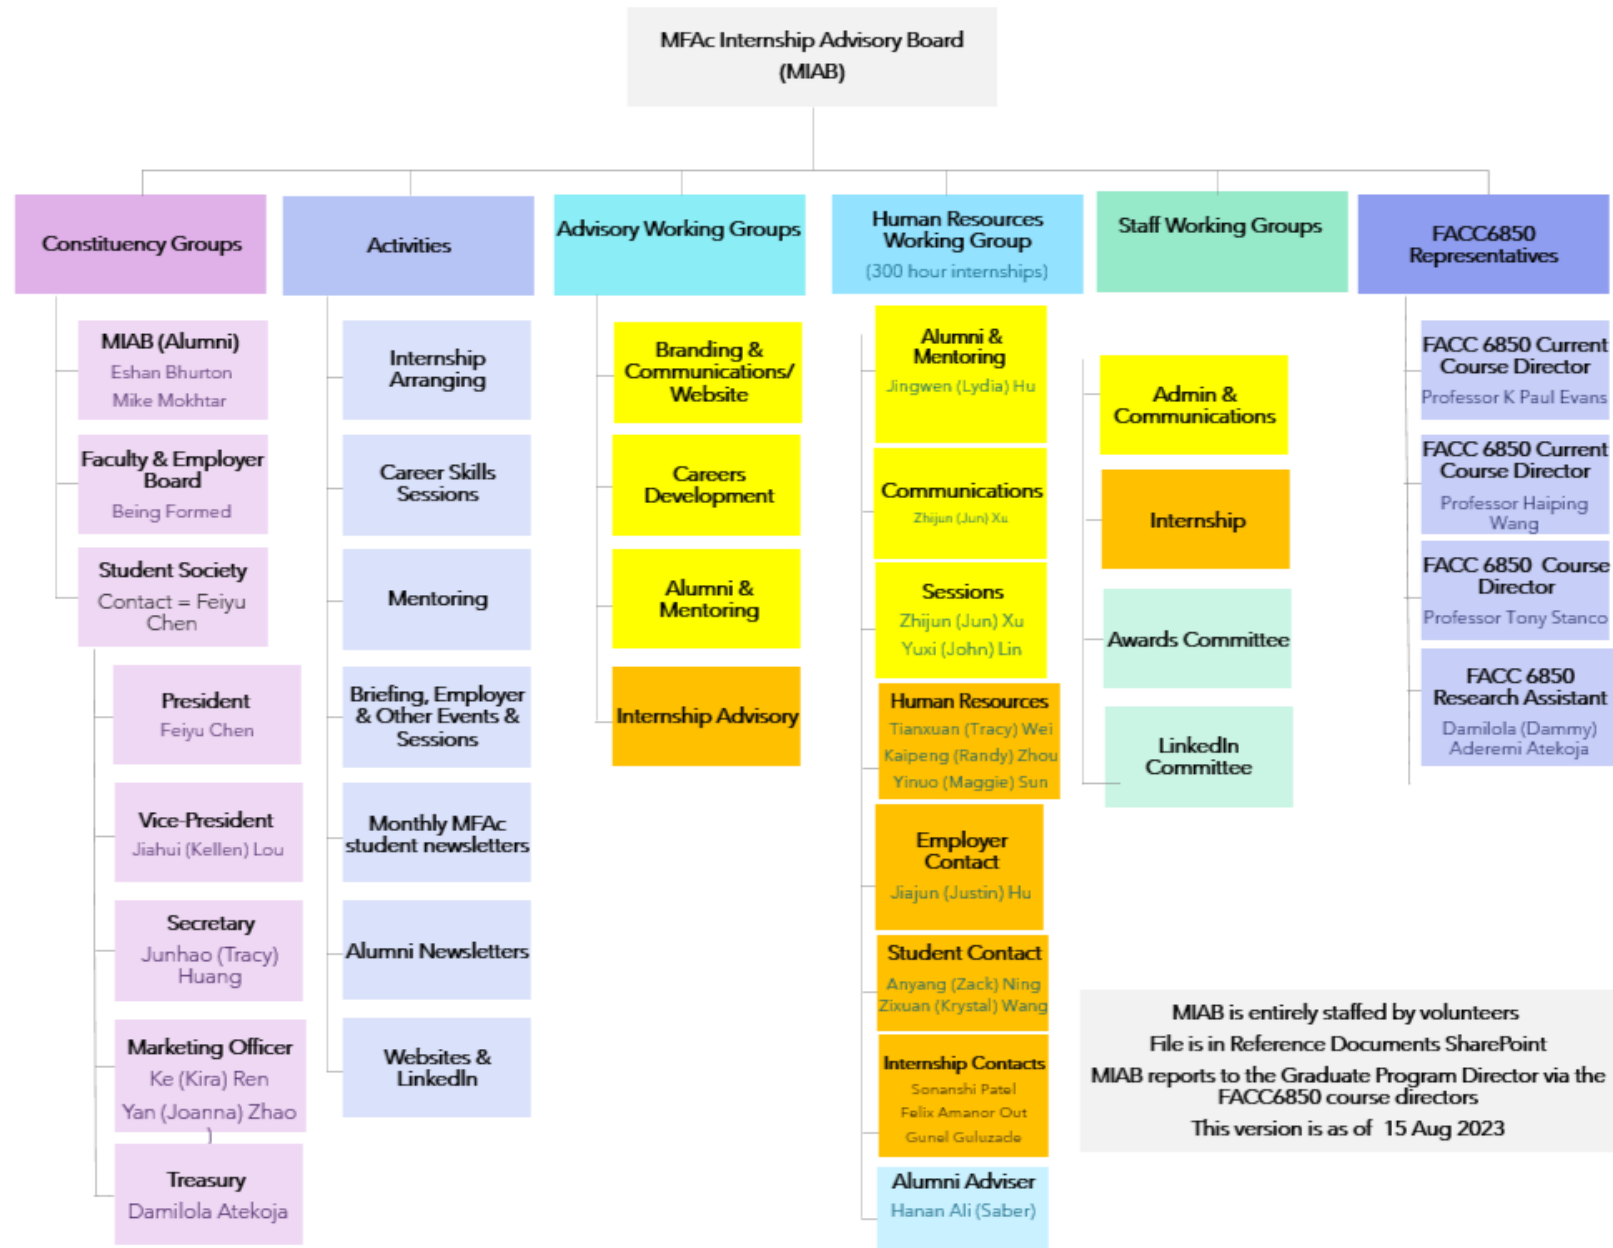 MFAc Internship Advisory Board
(MIAB)
Constituency Groups
MIAB (Alumni)
Eshan Bhurton
Mike Mokhtar
Faculty & Employer
Board
Being Formed
Student Society
Contact = Feiyu
Chen
President
Feiyu Chen
Vice-President
Jiahui (Kellen) Lou
Secretary
Junhao (Tracy)
Huang
Marketing Officer
Ke (Kira) Ren
Yan (Joanna) Zhao
)
Treasury
Damilola Atekoja
Activities
Internship
Arranging
Career Skills
Sessions
Mentoring
Briefing, Employer
& Other Events &
Sessions
Monthly MFAc
student newsletters
Alumni Newsletters
Websites &
LinkedIn
Advisory Working Groups
Branding &
Communications/
Website
Careers
Development
Alumni &
Mentoring
Internship Advisory
Human Resources
Working Group
(300 hour internships)
Alumni &
Mentoring
Jingwen (Lydia) Hu
Communications
Zhijun (Jun) Xu
Sessions
Zhijun (Jun) Xu
Yuxi (John) Lin
Human Resources
Tianxuan (Tracy) Wei
Kaipeng (Randy) Zhou
Yinuo (Maggie) Sun
Employer
Contact
Jiajun (Justin) Hu
Student Contact
Anyang (Zack) Ning
Zixuan (Krystal) Wang
Internship Contacts
Sonanshi Patel
Felix Amanor Out
Gunel Guluzade
Alumni Adviser
Hanan Ali (Saber)
Staff Working Groups
Admin &
Communications
Internship
Awards Committee
LinkedIn
Committee
FACC6850
Representatives
FACC 6850 Current
Course Director
Professor K Paul Evans
FACC 6850 Current
Course Director
Professor Haiping
Wang
FACC 6850 Course
Director
Professor Tony Stanco
FACC 6850
Research Assistant
Damilola (Dammy)
Aderemi Atekoja
MIAB is entirely staffed by volunteers
File is in Reference Documents SharePoint
MIAB reports to the Graduate Program Director via the
FACC6850 course directors
This version is as of 15 Aug 2023